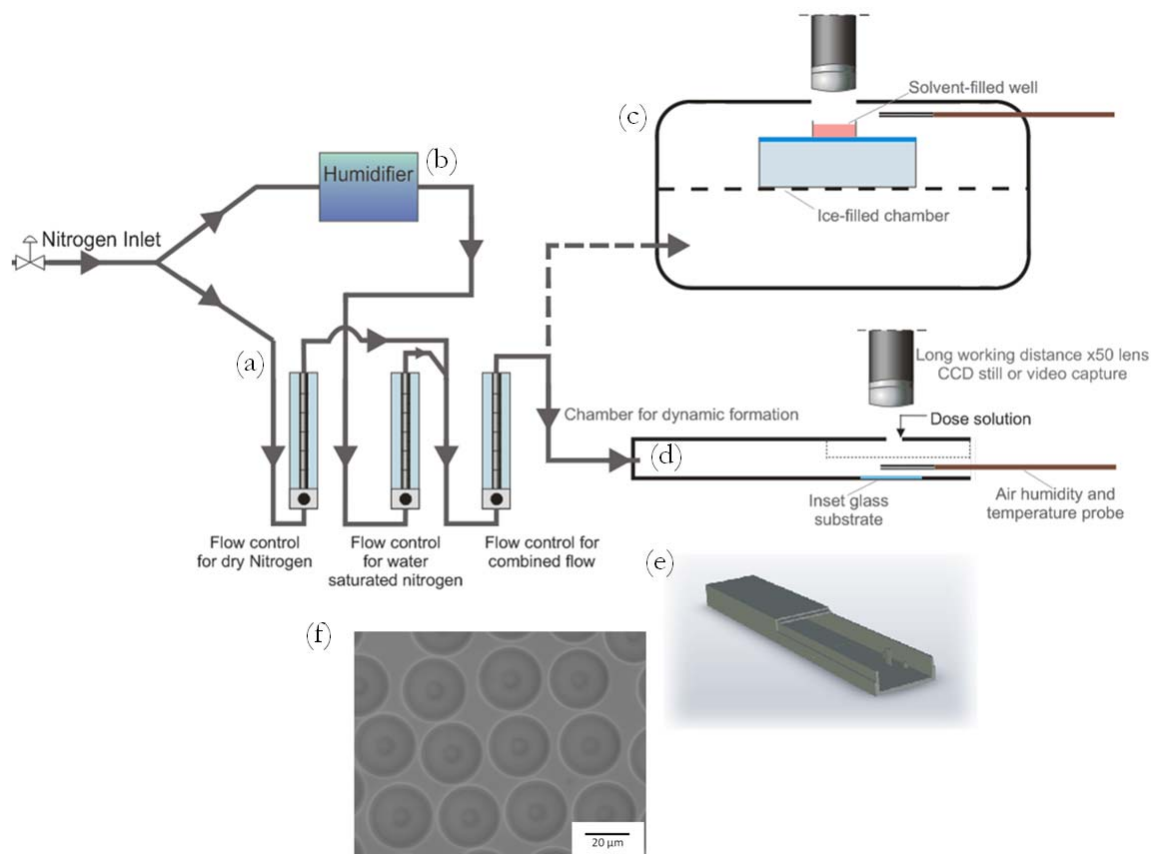 (c)
Solvent-filled well
(b)
Humidifier
Ice-filled chamber
Nitrogen Inlet
(a)
Long working distance x50 lens
CCD still or video capture
Chamber for dynamic formation
Dose solution
(d)
Inset glass
substrate
Air humidity and
temperature probe
Flow control
for dry Nitrogen
Flow control
for water
saturated nitrogen
Flow control for
combined flow
(e)
(f)
20 µm